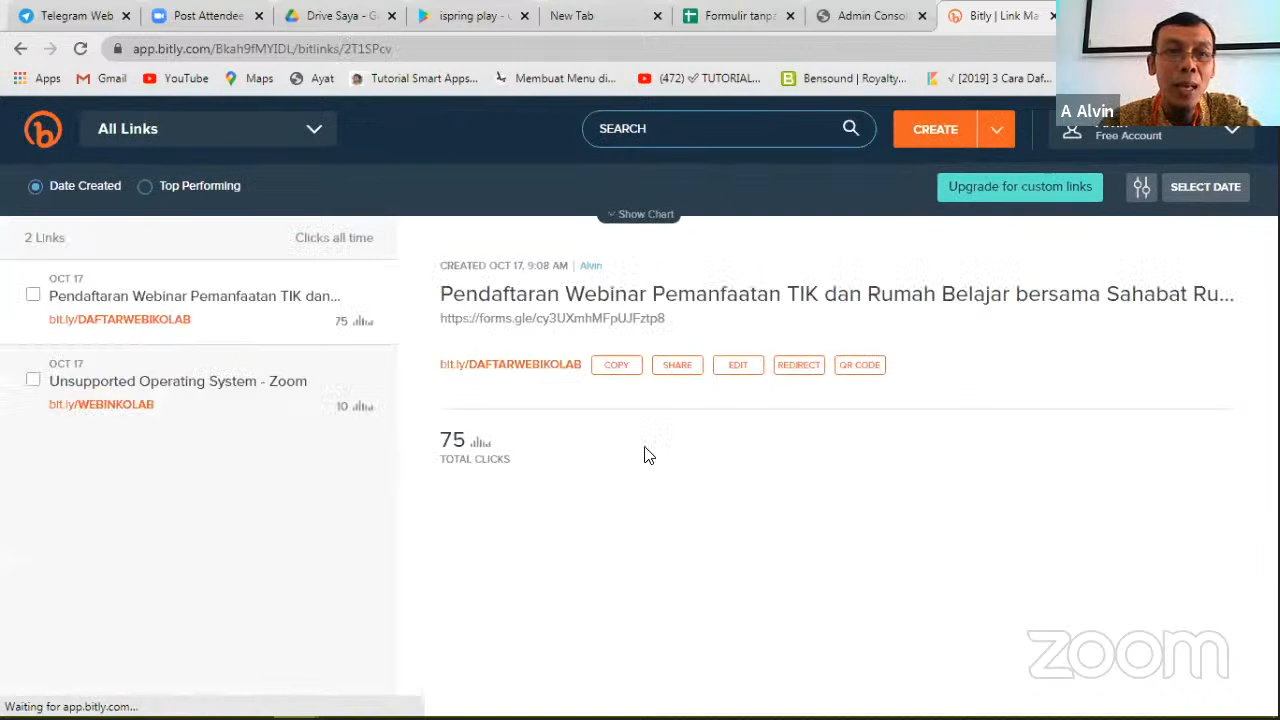 Telegram Web
Post Attendee
Drive Saya - G
ispring play -
New Tab
Formulir tanp
Admin Conso
Bitly | Link Ma
app.bitly.com/Bkah9fMYIDL/bitlinks/2T1SPcv
Apps
Gmail
YouTube
Maps
Ayat
Tutorial Smart Apps...
Membuat Menu di...
(472) ✓ TUTORIAL...
Bensound | Royalty...
√ [2019] 3 Cara Daf...
A Alvin
All Links
SEARCH
CREATE
Free Account
Date Created
Top Performing
Upgrade for custom links
SELECT DATE
Show Chart
2 Links
Clicks all time
OCT 17
Pendaftaran Webinar Pemanfaatan TIK dan...
bit.ly/DAFTARWEBIKOLAB
75
OCT 17
Unsupported Operating System - Zoom
bit.ly/WEBINKOLAB
10
CREATED OCT 17, 9:08 AM | Alvin
Pendaftaran Webinar Pemanfaatan TIK dan Rumah Belajar bersama Sahabat Ru...
https://forms.gle/cy3UXmhMFpUJFztp8
bit.ly/DAFTARWEBIKOLAB
COPY
SHARE
EDIT
REDIRECT
QR CODE
75
TOTAL CLICKS
zoom
Waiting for app.bitly.com...